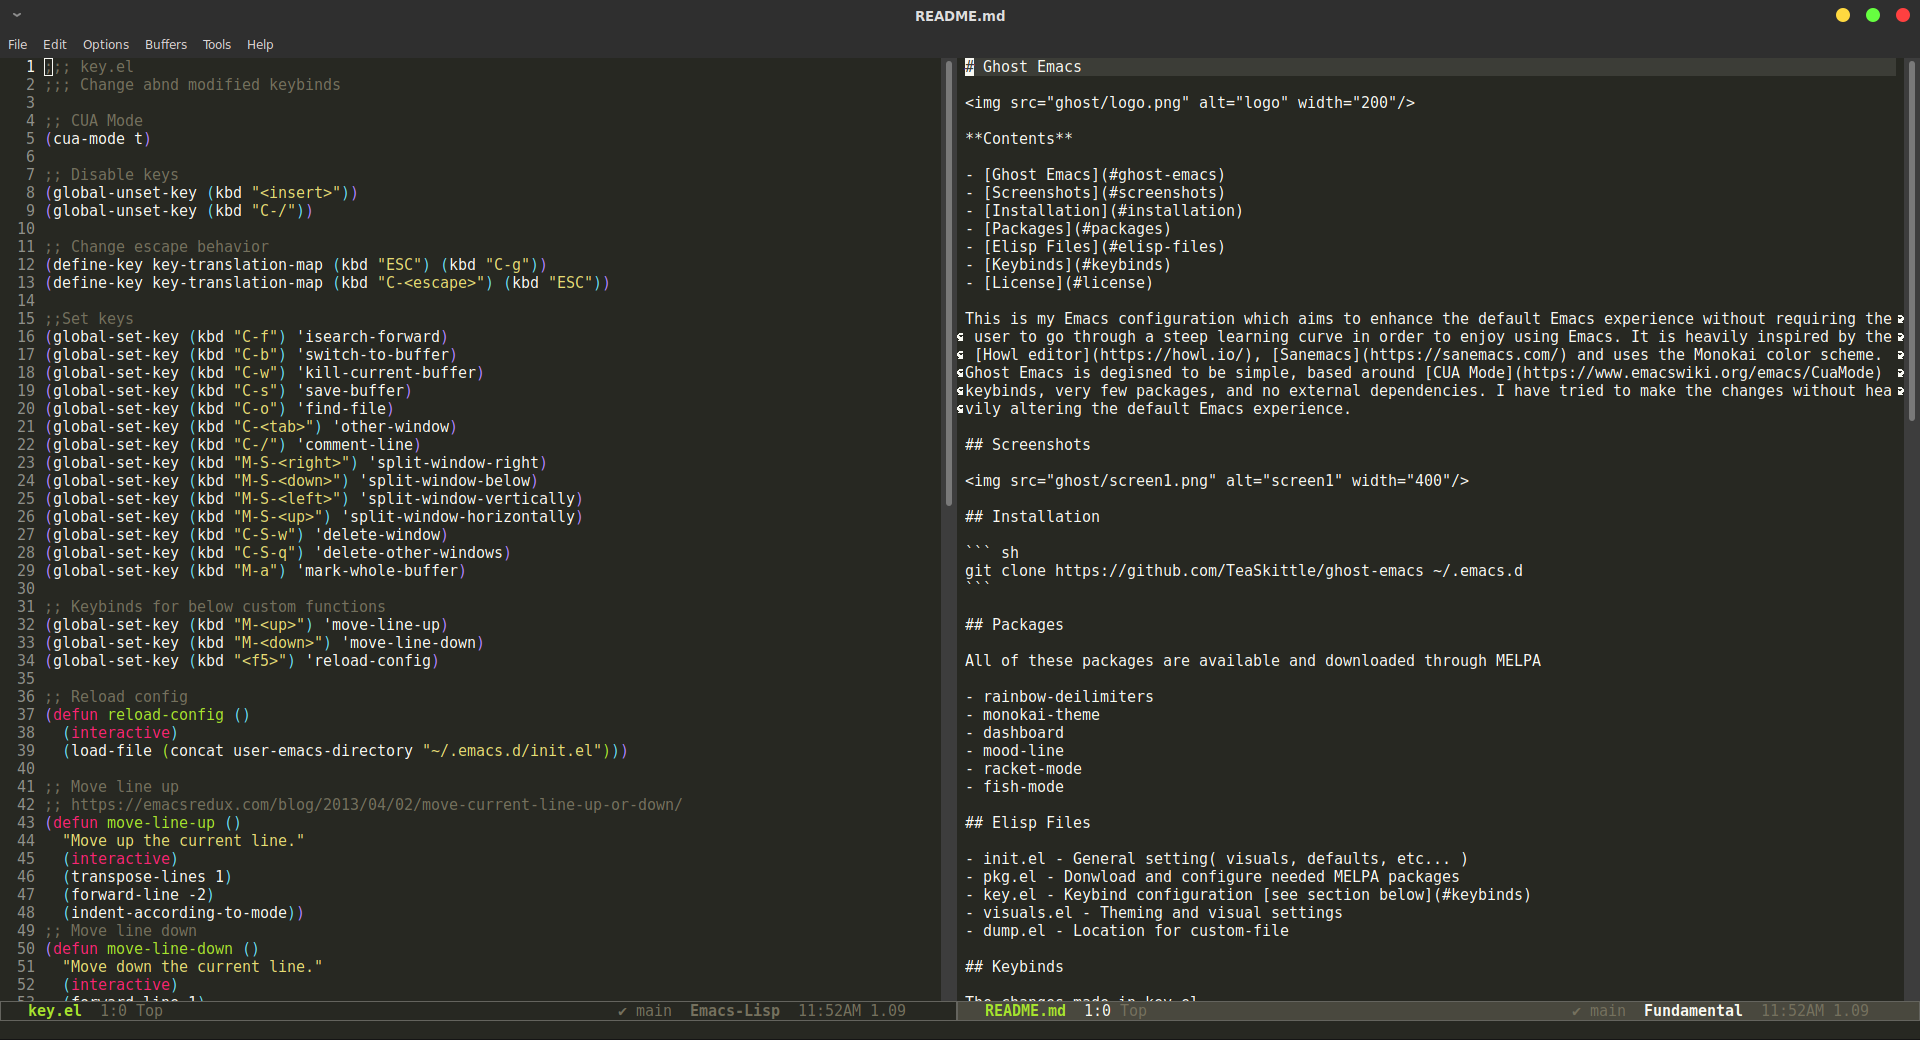 README.md
File Edit Options Buffers Tools Help
1 ;;; key.el
2 ;;; Change abnd modified keybinds
3
4 ;; CUA Mode
5 (cua-mode t)
6
7 ;; Disable keys
8 (global-unset-key (kbd "<insert>"))
9 (global-unset-key (kbd "C-/"))
10
11 ;; Change escape behavior
12 (define-key key-translation-map (kbd "ESC") (kbd "C-g"))
13 (define-key key-translation-map (kbd "C-<escape>") (kbd "ESC"))
14
15 ;;Set keys
16 (global-set-key (kbd "C-f") 'isearch-forward)
17 (global-set-key (kbd "C-b") 'switch-to-buffer)
18 (global-set-key (kbd "C-w") 'kill-current-buffer)
19 (global-set-key (kbd "C-s") 'save-buffer)
20 (global-set-key (kbd "C-o") 'find-file)
21 (global-set-key (kbd "C-<tab>") 'other-window)
22 (global-set-key (kbd "C-/") 'comment-line)
23 (global-set-key (kbd "M-S-<right>") 'split-window-right)
24 (global-set-key (kbd "M-S-<down>") 'split-window-below)
25 (global-set-key (kbd "M-S-<left>") 'split-window-vertically)
26 (global-set-key (kbd "M-S-<up>") 'split-window-horizontally)
27 (global-set-key (kbd "C-S-w") 'delete-window)
28 (global-set-key (kbd "C-S-q") 'delete-other-windows)
29 (global-set-key (kbd "M-a") 'mark-whole-buffer)
30
31 ;; Keybinds for below custom functions
32 (global-set-key (kbd "M-<up>") 'move-line-up)
33 (global-set-key (kbd "M-<down>") 'move-line-down)
34 (global-set-key (kbd "<f5>") 'reload-config)
35
36 ;; Reload config
37 (defun reload-config ()
38   (interactive)
39   (load-file (concat user-emacs-directory "~/.emacs.d/init.el")))
40
41 ;; Move line up
42 ;; https://emacsredux.com/blog/2013/04/02/move-current-line-up-or-down/
43 (defun move-line-up ()
44   "Move up the current line."
45   (interactive)
46   (transpose-lines 1)
47   (forward-line -2)
48   (indent-according-to-mode))
49 ;; Move line down
50 (defun move-line-down ()
51   "Move down the current line."
52   (interactive)
53   (forward-line 1)
key.el 1:0 Top ✔ main Emacs-Lisp 11:52AM 1.09
# Ghost Emacs
<img src="ghost/logo.png" alt="logo" width="200"/>
**Contents**
- [Ghost Emacs](#ghost-emacs)
- [Screenshots](#screenshots)
- [Installation](#installation)
- [Packages](#packages)
- [Elisp Files](#elisp-files)
- [Keybinds](#keybinds)
- [License](#license)
This is my Emacs configuration which aims to enhance the default Emacs experience without requiring the
 user to go through a steep learning curve in order to enjoy using Emacs. It is heavily inspired by the
 [Howl editor](https://howl.io/), [Sanemacs](https://sanemacs.com/) and uses the Monokai color scheme.
Ghost Emacs is degisned to be simple, based around [CUA Mode](https://www.emacswiki.org/emacs/CuaMode)
keybinds, very few packages, and no external dependencies. I have tried to make the changes without hea
vily altering the default Emacs experience.
## Screenshots
<img src="ghost/screen1.png" alt="screen1" width="400"/>
## Installation
``` sh
git clone https://github.com/TeaSkittle/ghost-emacs ~/.emacs.d
```
## Packages
All of these packages are available and downloaded through MELPA
- rainbow-deilimiters
- monokai-theme
- dashboard
- mood-line
- racket-mode
- fish-mode
## Elisp Files
- init.el - General setting( visuals, defaults, etc... )
- pkg.el - Donwload and configure needed MELPA packages
- key.el - Keybind configuration [see section below](#keybinds)
- visuals.el - Theming and visual settings
- dump.el - Location for custom-file
## Keybinds
The changes made in key.el
README.md 1:0 Top ✔ main Fundamental 11:52AM 1.09